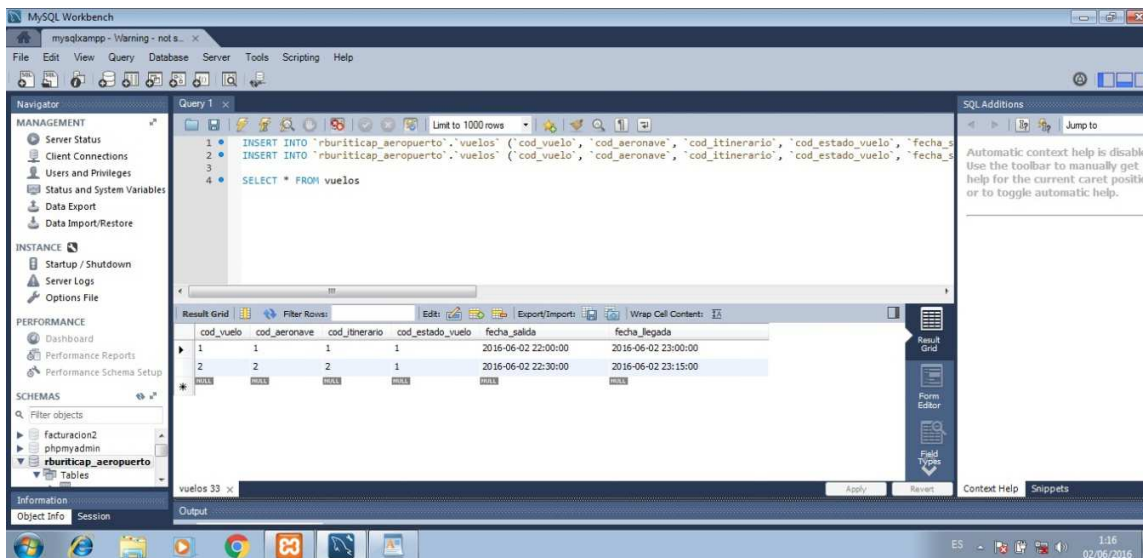 MySQL Workbench
mysqlxampp - Warning - not s...
File Edit View Query Database Server Tools Scripting Help
Navigator
MANAGEMENT
Server Status
Client Connections
Users and Privileges
Status and System Variables
Data Export
Data Import/Restore
INSTANCE
Startup / Shutdown
Server Logs
Options File
PERFORMANCE
Dashboard
Performance Reports
Performance Schema Setup
SCHEMAS
Filter objects
facturacion2
phpmyadmin
rburiticap_aeropuerto
Tables
Information
Object Info Session
Query 1
Limit to 1000 rows
1 INSERT INTO `rburiticap_aeropuerto`.`vuelos` (`cod_vuelo`, `cod_aeronave`, `cod_itinerario`, `cod_estado_vuelo`, `fecha_s
2 INSERT INTO `rburiticap_aeropuerto`.`vuelos` (`cod_vuelo`, `cod_aeronave`, `cod_itinerario`, `cod_estado_vuelo`, `fecha_s
3
4 SELECT * FROM vuelos
Result Grid Filter Rows: Edit: Export/Import: Wrap Cell Content:
cod_vuelo cod_aeronave cod_itinerario cod_estado_vuelo fecha_salida fecha_llegada
1 1 1 1 2016-06-02 22:00:00 2016-06-02 23:00:00
2 2 2 1 2016-06-02 22:30:00 2016-06-02 23:15:00
NULL NULL NULL NULL NULL NULL
Result
Grid
Form
Editor
Field
Types
vuelos 33
Apply Revert
Output
SQLAdditions
Jump to
Automatic context help is disabl
Use the toolbar to manually get
help for the current caret positi
or to toggle automatic help.
Context Help Snippets
ES
1:16
02/06/2016